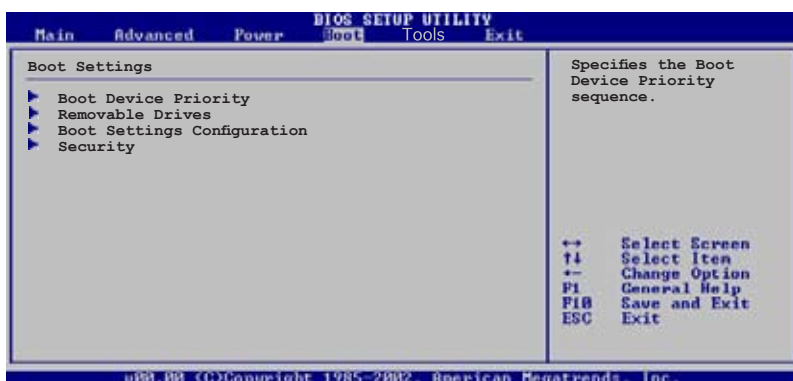 BIOS SETUP UTILITY
Main Advanced Power Boot Tools Exit
Boot Settings
Boot Device Priority
Removable Drives
Boot Settings Configuration
Security
Specifies the Boot
Device Priority
sequence.
↔ Select Screen
↑↓ Select Item
+- Change Option
F1 General Help
F10 Save and Exit
ESC Exit
v00.00 (C)Copyright 1985-2002, American Megatrends, Inc.